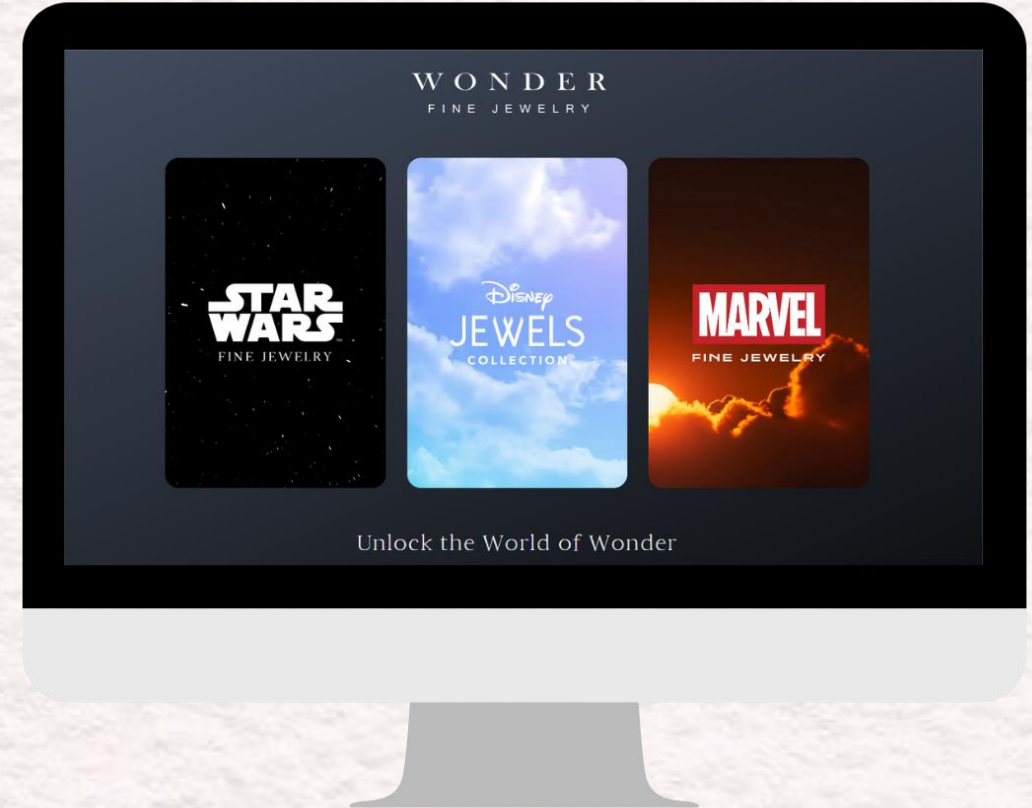 WONDER
FINE JEWELRY
STAR
WARS
FINE JEWELRY
Disney
JEWELS
COLLECTION
MARVEL
FINE JEWELRY
Unlock the World of Wonder